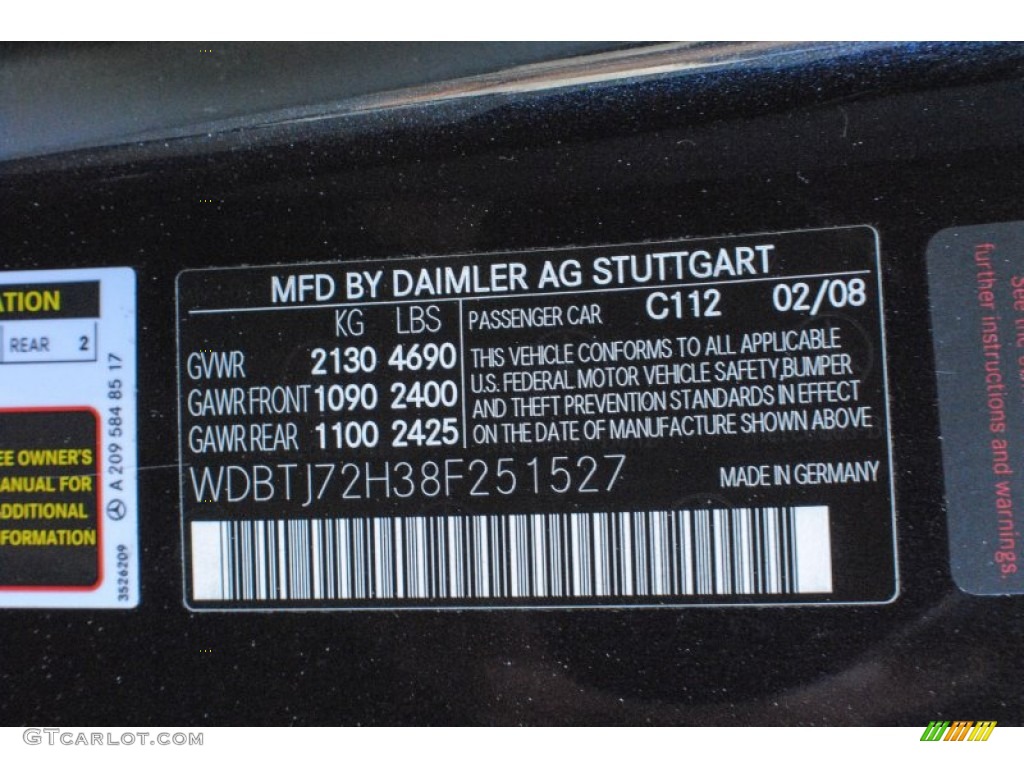 MFD BY DAIMLER AG STUTTGART
KG LBS
GVWR 2130 4690
GAWR FRONT 1090 2400
GAWR REAR 1100 2425
PASSENGER CAR C112 02/08
THIS VEHICLE CONFORMS TO ALL APPLICABLE
U.S. FEDERAL MOTOR VEHICLE SAFETY,BUMPER
AND THEFT PREVENTION STANDARDS IN EFFECT
ON THE DATE OF MANUFACTURE SHOWN ABOVE
WDBTJ72H38F251527 MADE IN GERMANY
ATION
REAR 2
EE OWNER'S
ANUAL FOR
ADDITIONAL
NFORMATION
A 209 584 85 17
3526209
See the
further instructions and warnings.
GTCarLot.com